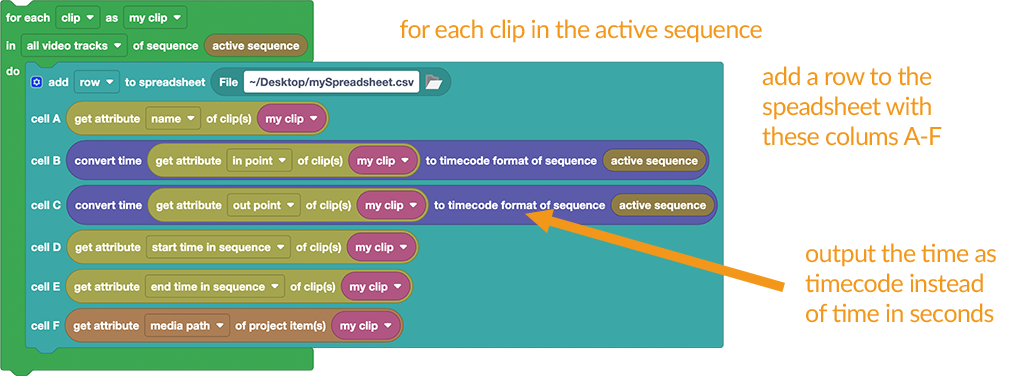 for each clip as my clip
in all video tracks of sequence active sequence
do
add row to spreadsheet File ~/Desktop/mySpreadsheet.csv
cell A get attribute name of clip(s) my clip
cell B convert time get attribute in point of clip(s) my clip to timecode format of sequence active sequence
cell C convert time get attribute out point of clip(s) my clip to timecode format of sequence active sequence
cell D get attribute start time in sequence of clip(s) my clip
cell E get attribute end time in sequence of clip(s) my clip
cell F get attribute media path of project item(s) my clip
for each clip in the active sequence
add a row to the
speadsheet with
these colums A-F
output the time as
timecode instead
of time in seconds